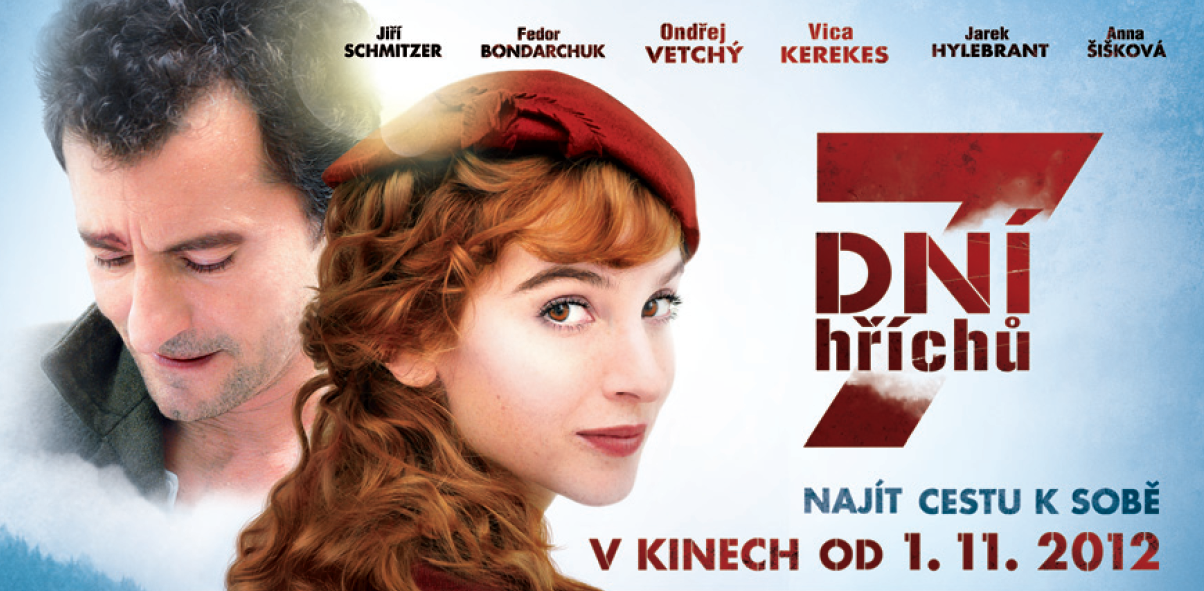 Jiří
SCHMITZER
Fedor
BONDARCHUK
Ondřej
VETCHÝ
Vica
KEREKES
Jarek
HYLEBRANT
Anna
ŠIŠKOVÁ
7
DNÍ
hříchů
NAJÍT CESTU K SOBĚ
V KINECH OD 1. 11. 2012